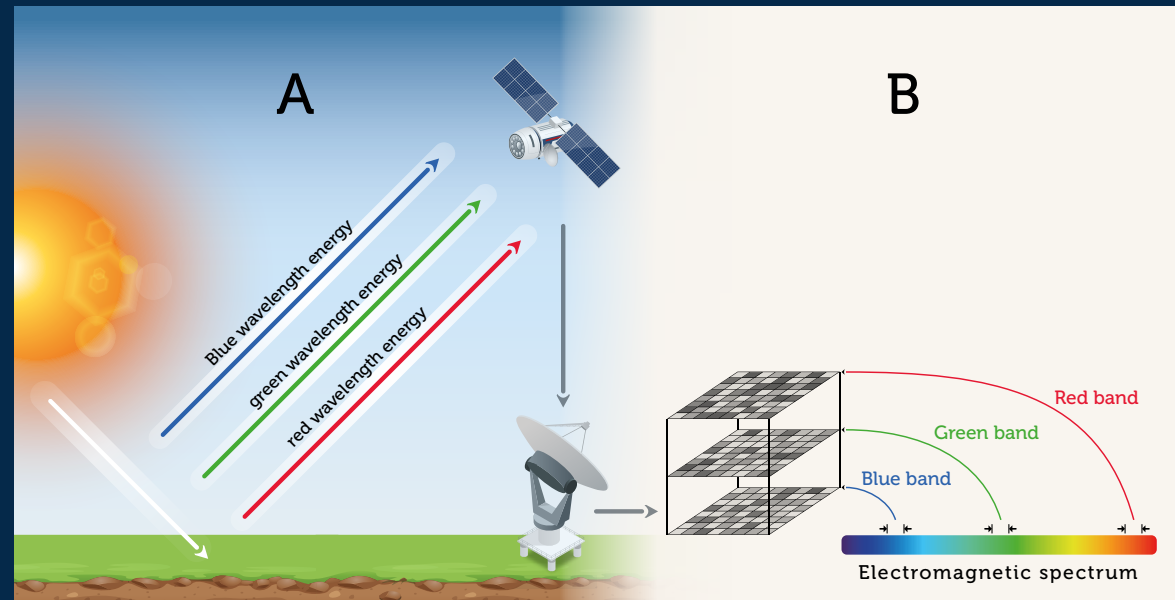 A
B
Blue wavelength energy
green wavelength energy
red wavelength energy
Red band
Green band
Blue band
Electromagnetic spectrum